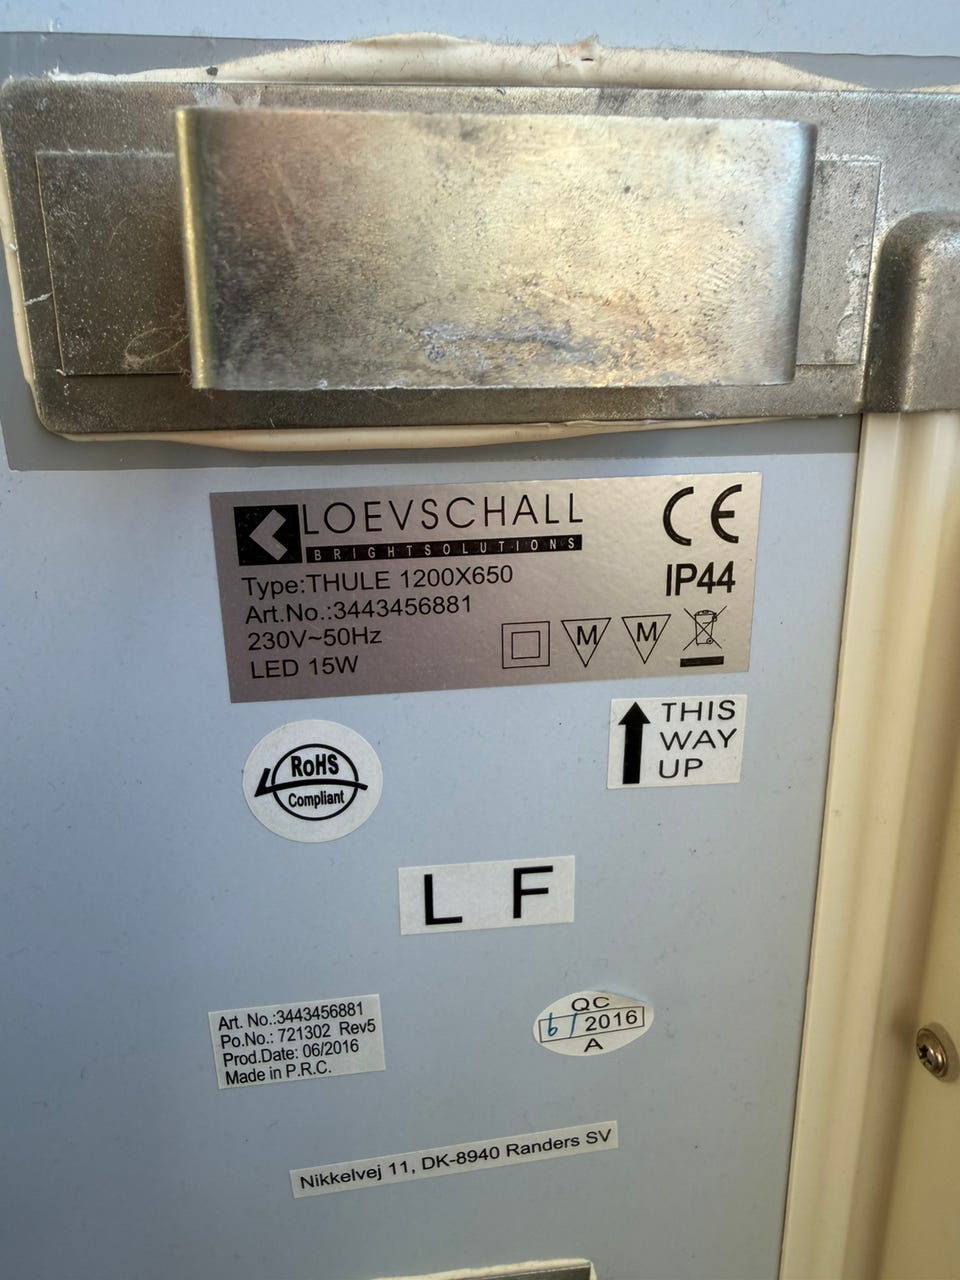 LOEVSCHALL
BRIGHTSOLUTIONS
CE
IP44
Type:THULE 1200X650
Art.No.:3443456881
230V~50Hz
LED 15W
M M
THIS
WAY
UP
RoHS
Compliant
L F
Art. No.:3443456881
Po.No.: 721302 Rev5
Prod.Date: 06/2016
Made in P.R.C.
QC
6/2016
A
Nikkelvej 11, DK-8940 Randers SV